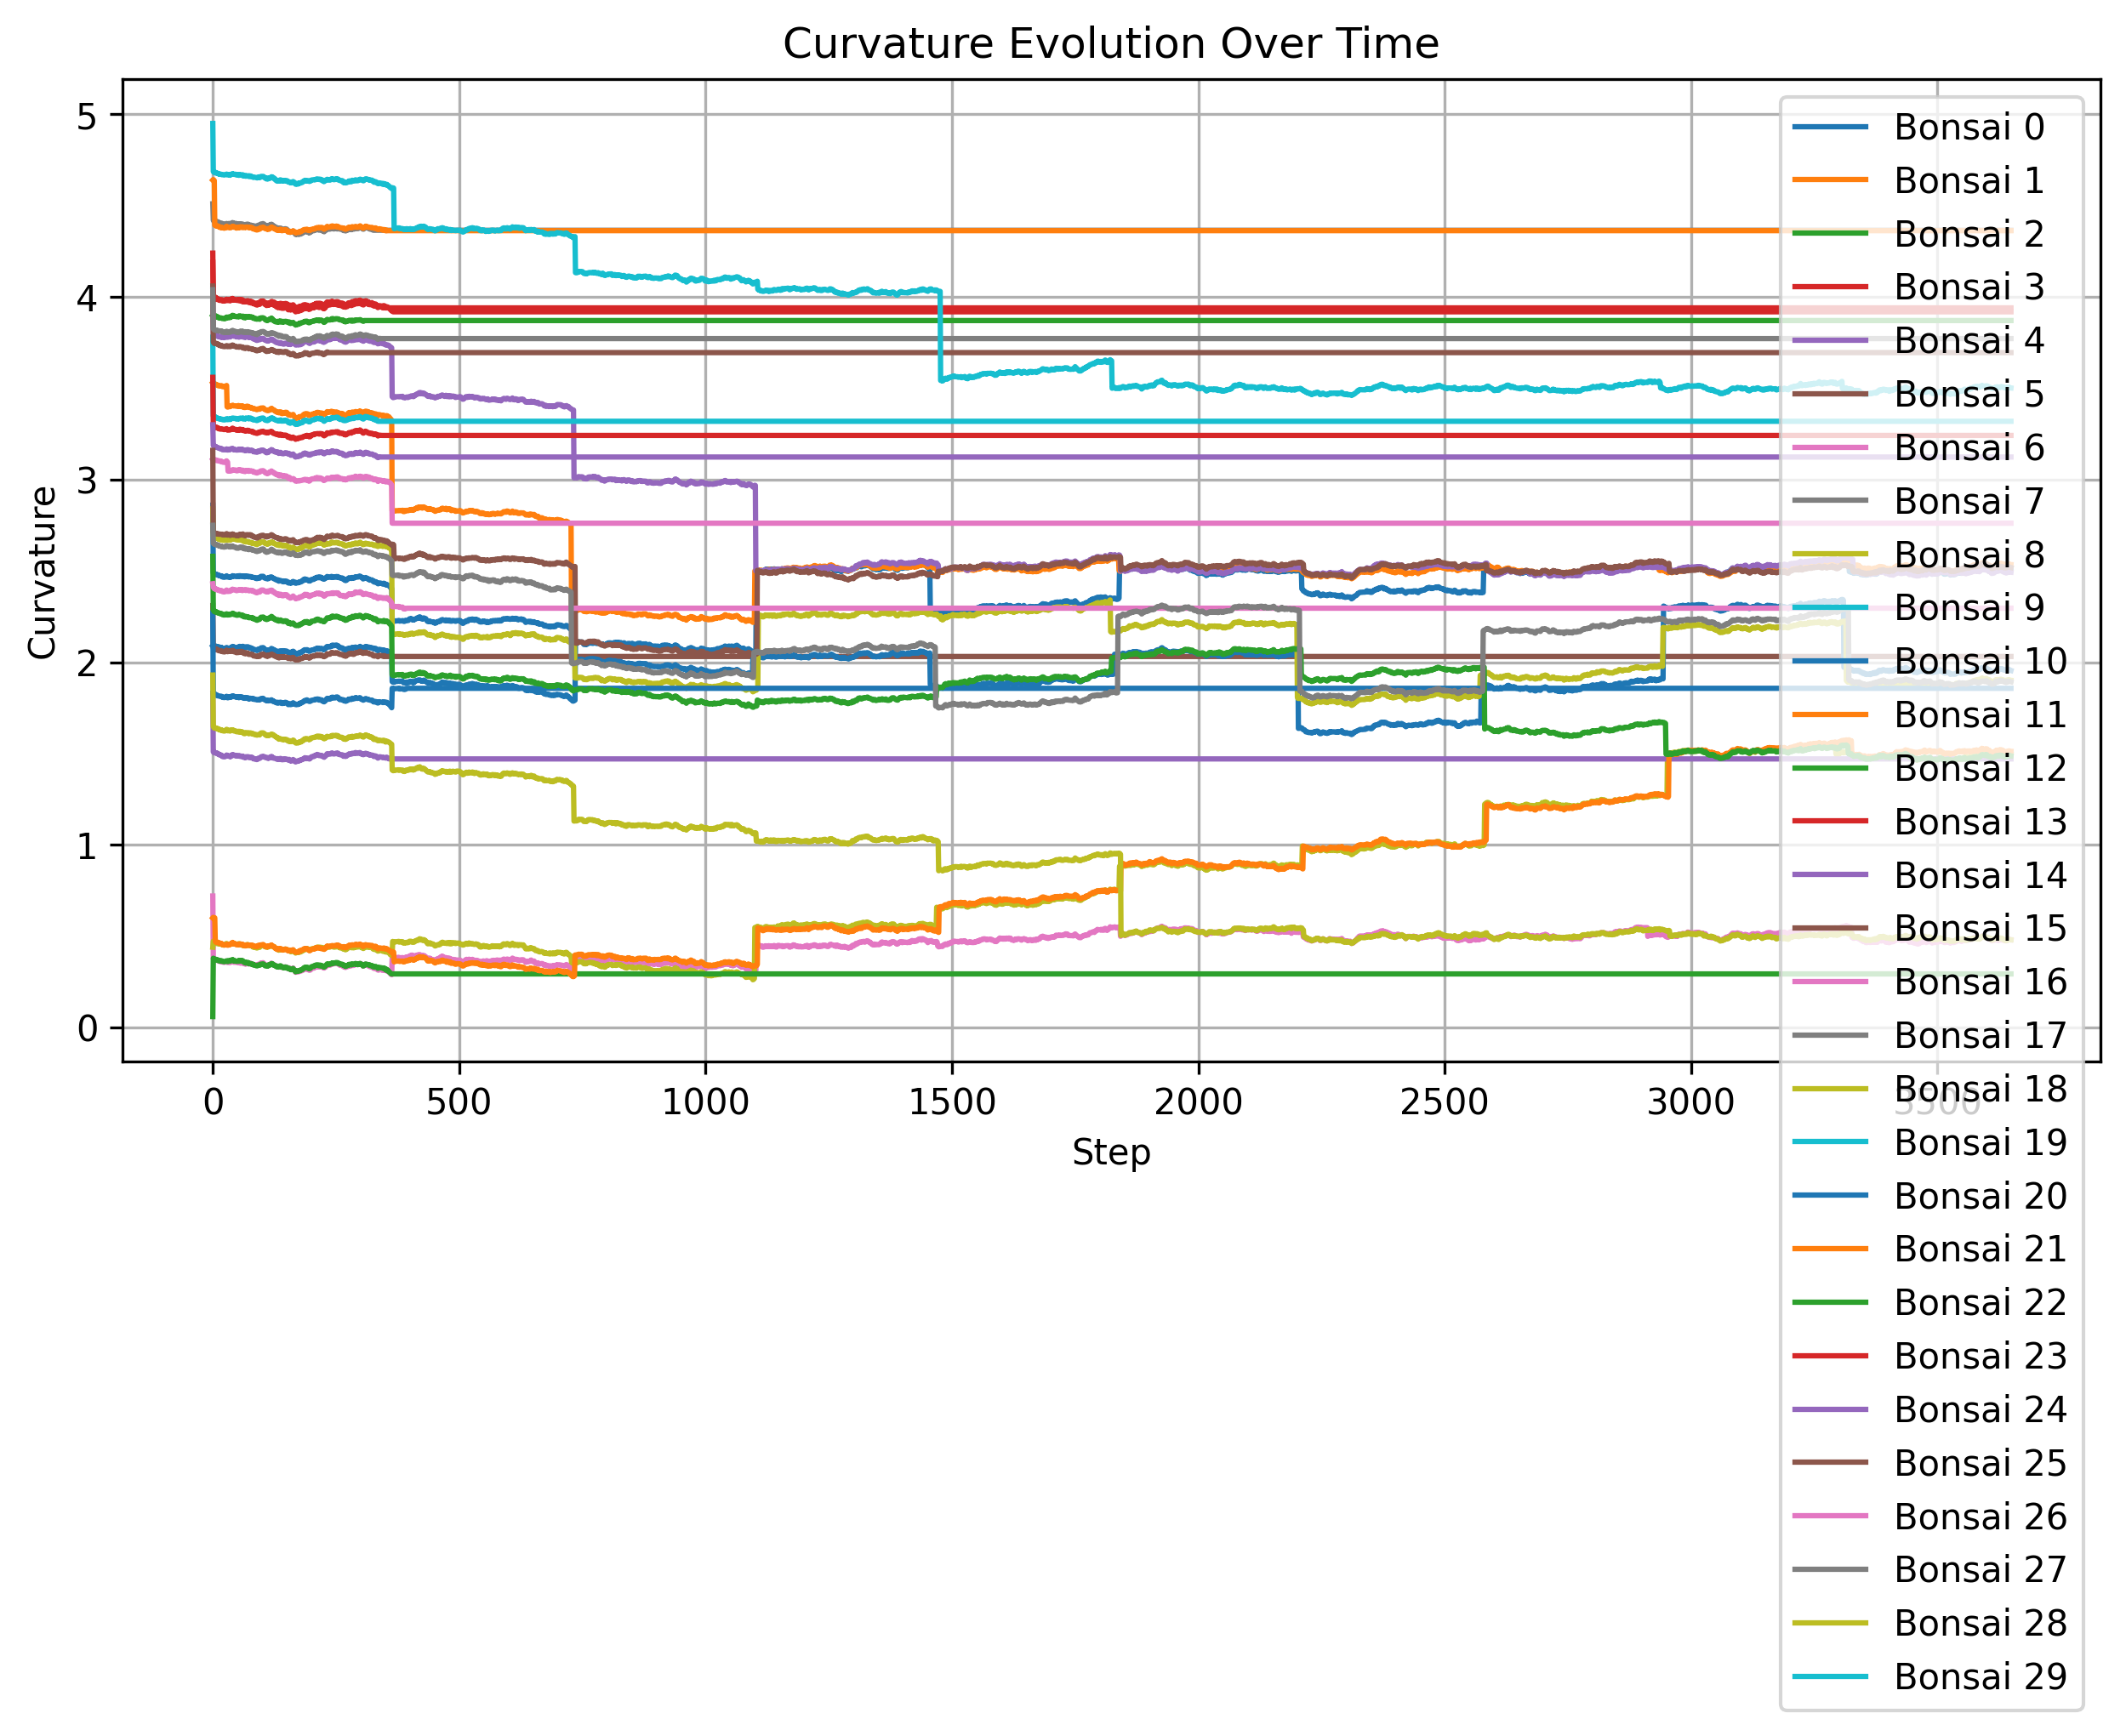 Curvature Evolution Over Time
Curvature
5
4
3
2
1
0
0
500
1000
1500
2000
2500
3000
3500
Step
Bonsai 0
Bonsai 1
Bonsai 2
Bonsai 3
Bonsai 4
Bonsai 5
Bonsai 6
Bonsai 7
Bonsai 8
Bonsai 9
Bonsai 10
Bonsai 11
Bonsai 12
Bonsai 13
Bonsai 14
Bonsai 15
Bonsai 16
Bonsai 17
Bonsai 18
Bonsai 19
Bonsai 20
Bonsai 21
Bonsai 22
Bonsai 23
Bonsai 24
Bonsai 25
Bonsai 26
Bonsai 27
Bonsai 28
Bonsai 29